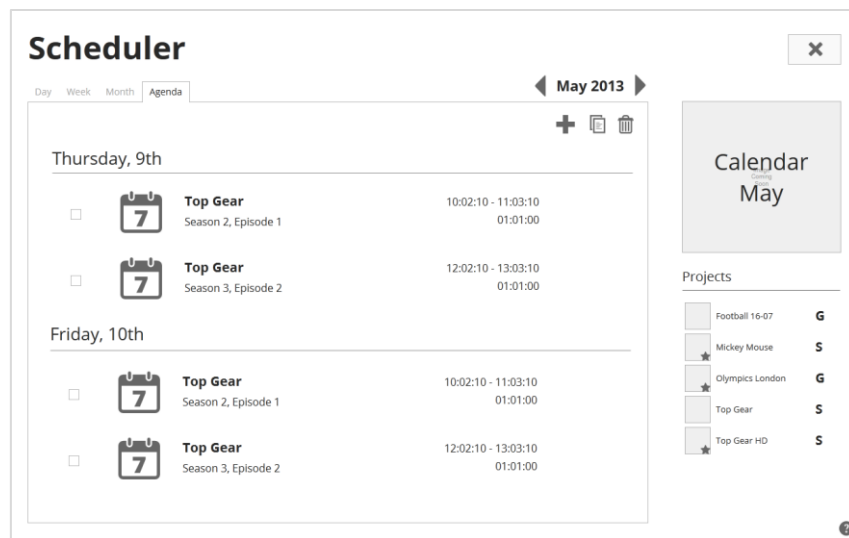 Scheduler
Day Week Month Agenda
May 2013
Thursday, 9th
7
Top Gear
10:02:10 - 11:03:10
Season 2, Episode 1
01:01:00
7
Top Gear
12:02:10 - 13:03:10
Season 3, Episode 2
01:01:00
Friday, 10th
7
Top Gear
10:02:10 - 11:03:10
Season 2, Episode 1
01:01:00
7
Top Gear
12:02:10 - 13:03:10
Season 3, Episode 2
01:01:00
Calendar
Coming
May
Projects
Football 16-07 G
Mickey Mouse S
Olympics London G
Top Gear S
Top Gear HD S
?